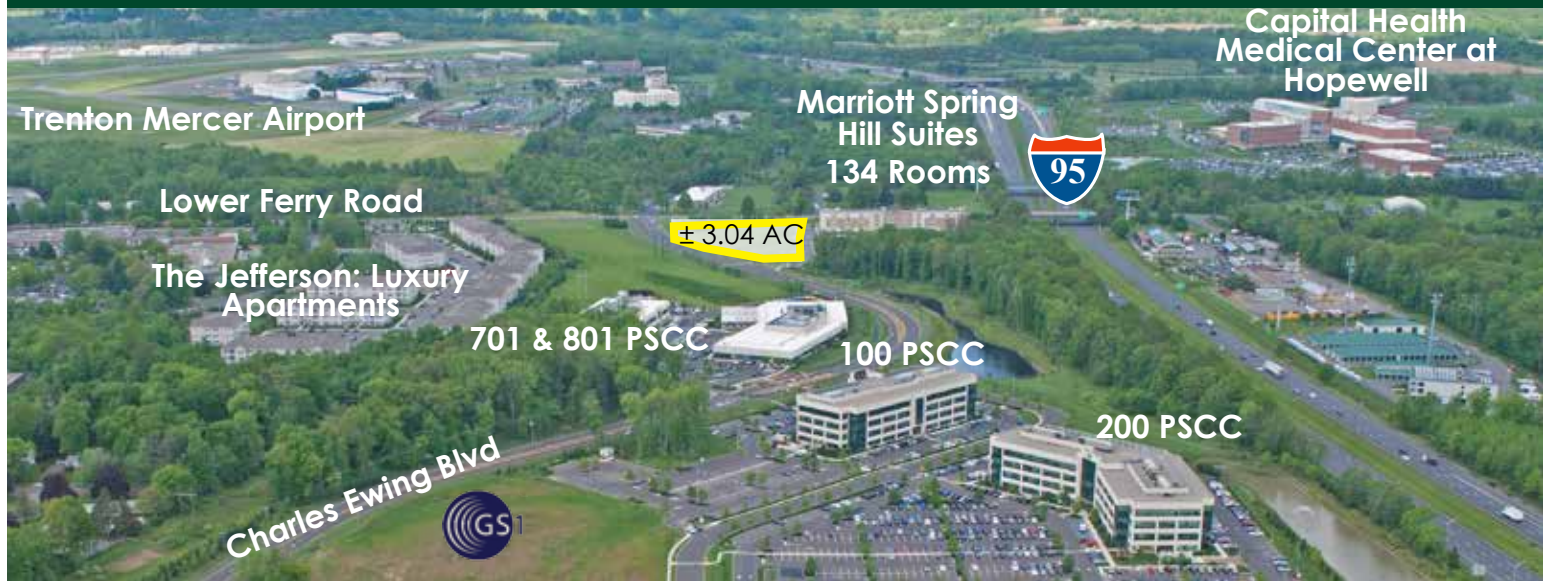 Capital Health
Medical Center at
Hopewell
Trenton Mercer Airport
Marriott Spring
Hill Suites
134 Rooms
95
Lower Ferry Road
± 3.04 AC
The Jefferson: Luxury
Apartments
701 & 801 PSCC
100 PSCC
200 PSCC
Charles Ewing Blvd
GS1